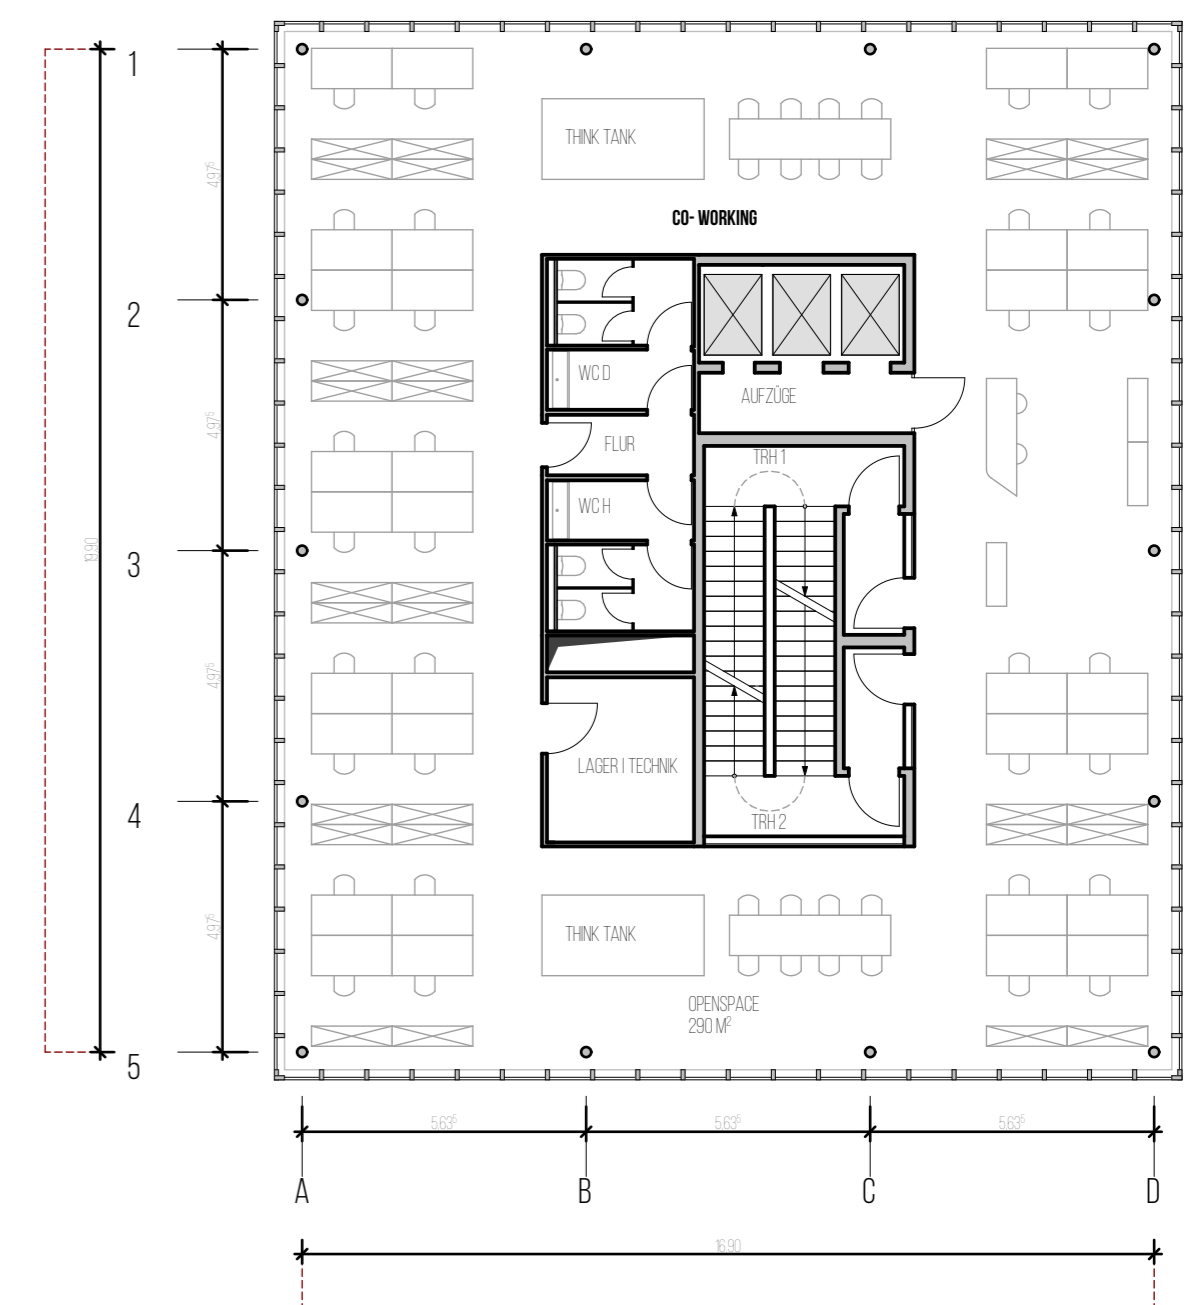 1
THINK TANK
4.97⁵
CO- WORKING
2
WC D
AUFZÜGE
4.97⁵
FLUR
TRH 1
WC H
19.90
3
4.97⁵
LAGER I TECHNIK
4
TRH 2
4.97⁵
THINK TANK
OPENSPACE
290 M²
5
5.63⁵ 5.63⁵ 5.63⁵
A B C D
16.90